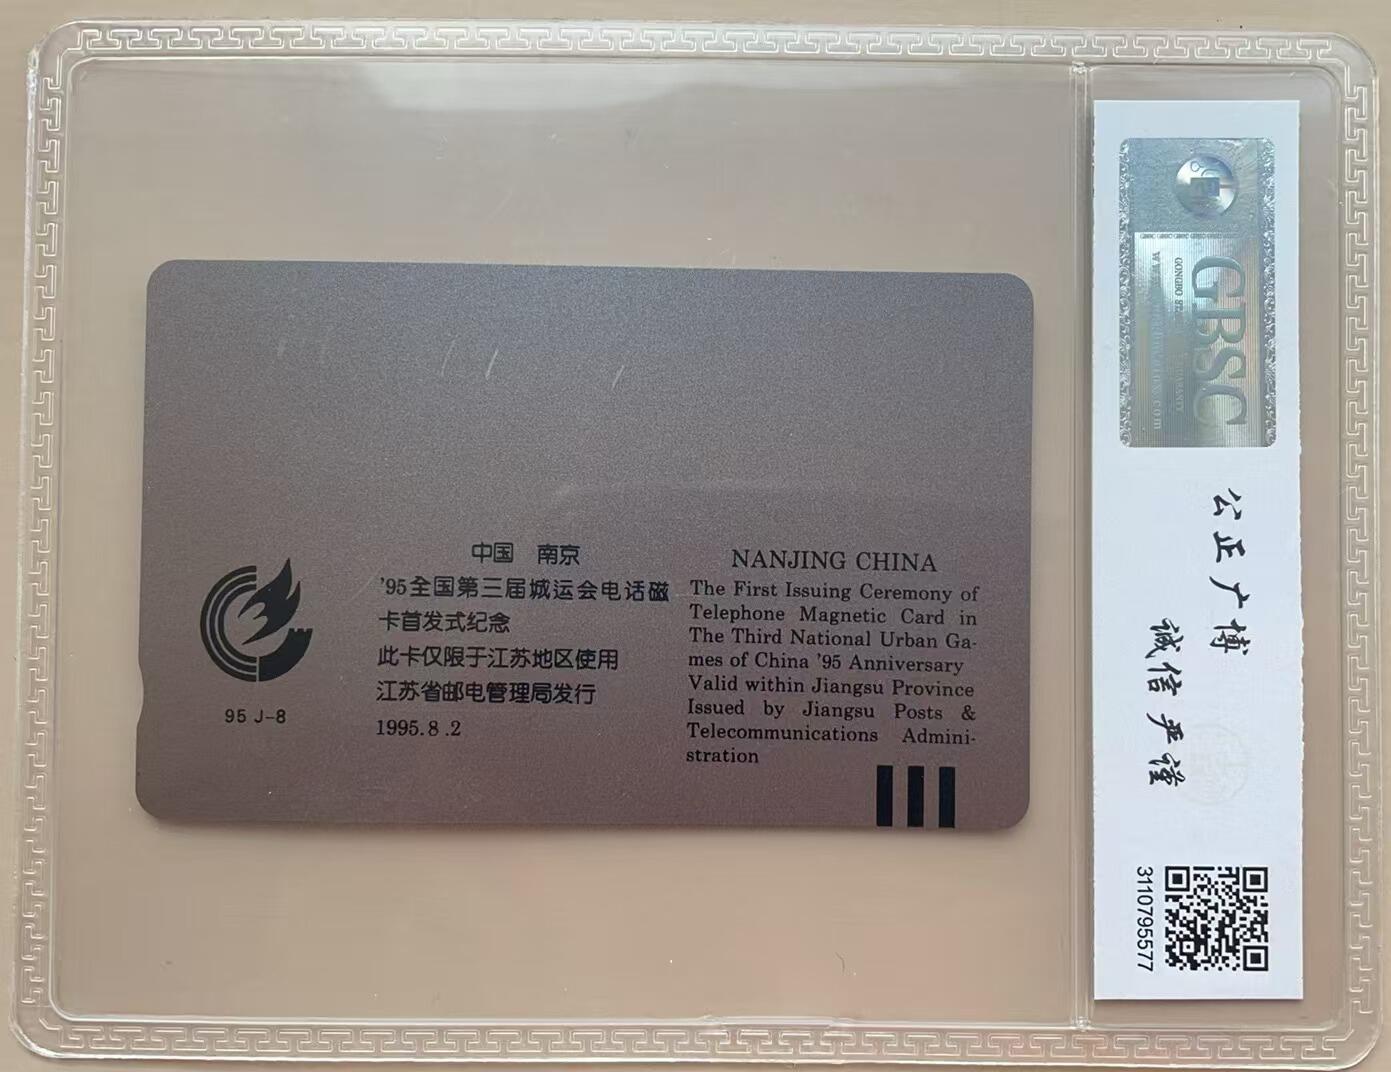 中国 南京
'95全国第三届城运会电话磁
卡首发式纪念
此卡仅限于江苏地区使用
江苏省邮电管理局发行
1995.8.2
95 J-8
NANJING CHINA
The First Issuing Ceremony of
Telephone Magnetic Card in
The Third National Urban Ga-
mes of China '95 Anniversary
Valid within Jiangsu Province
Issued by Jiangsu Posts &
Telecommunications Admini-
stration
GBSC
公正广博
诚信严谨
3110795577